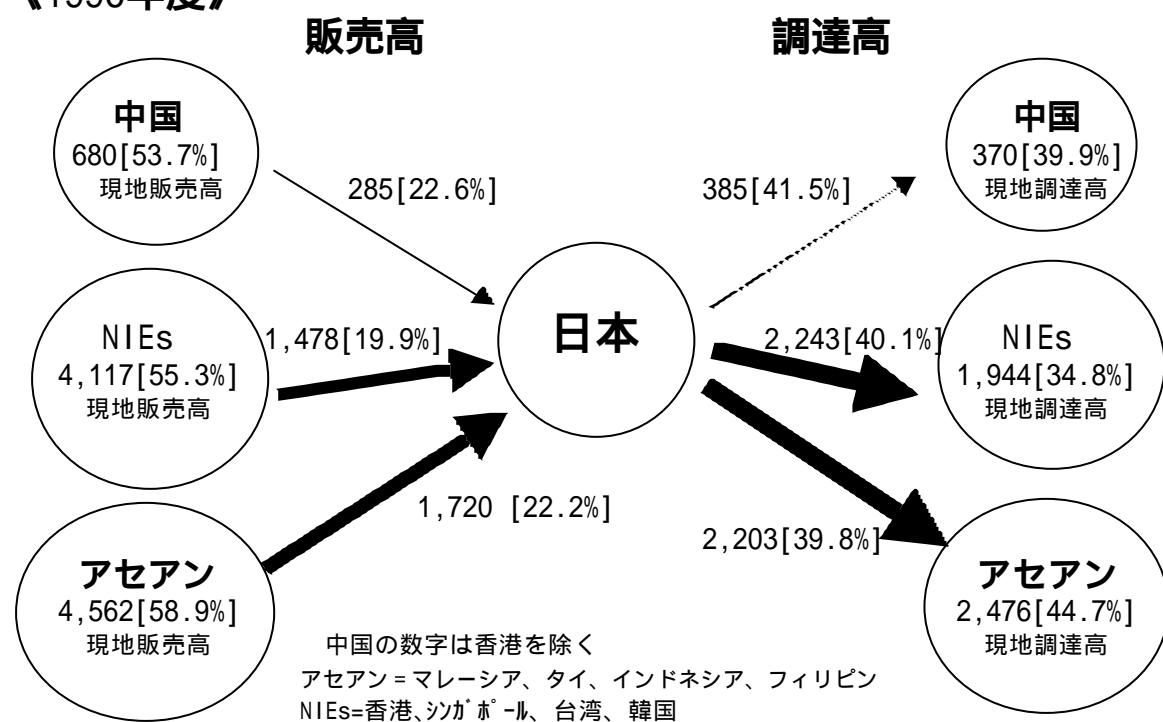 販売高 調達高
中国
680[53.7%]
現地販売高
285[22.6%]
385[41.5%]
中国
370[39.9%]
現地調達高
NIEs
4,117[55.3%]
現地販売高
1,478[19.9%]
日本
2,243[40.1%]
NIEs
1,944[34.8%]
現地調達高
アセアン
4,562[58.9%]
現地販売高
1,720 [22.2%]
2,203[39.8%]
アセアン
2,476[44.7%]
現地調達高
中国の数字は香港を除く
アセアン=マレーシア、タイ、インドネシア、フィリピン
NIEs=香港、シンガポール、台湾、韓国